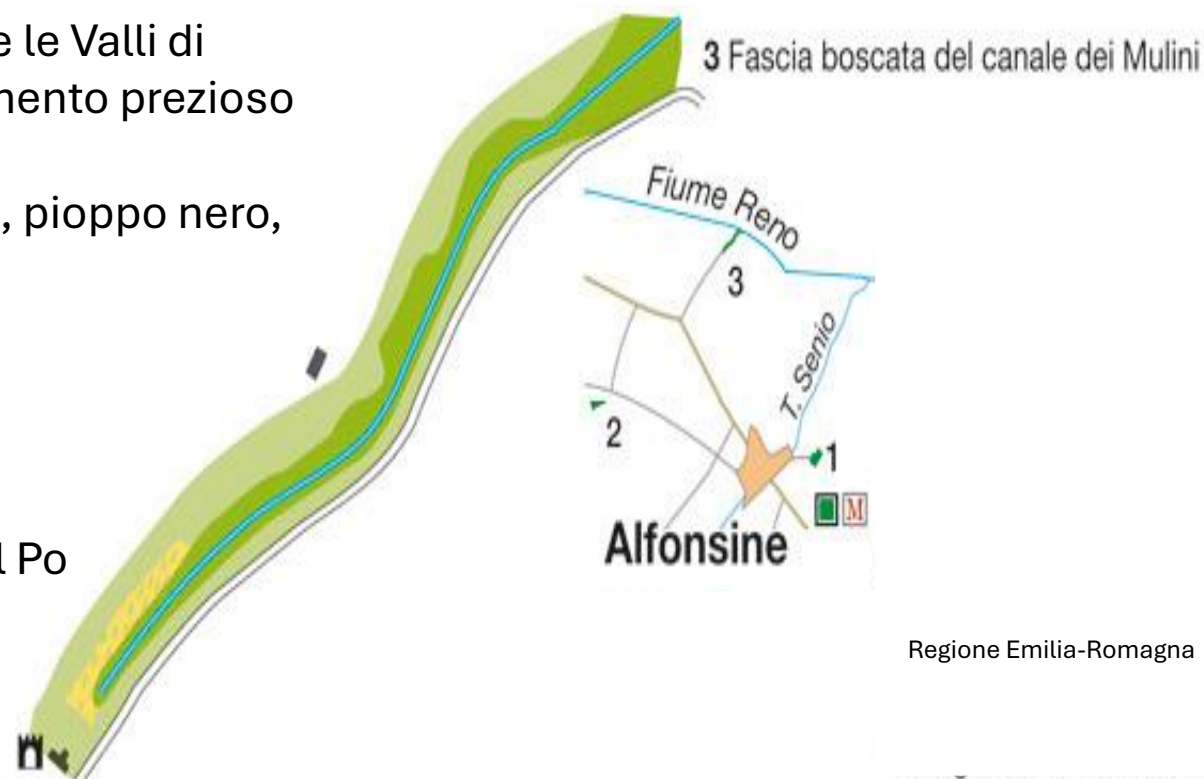 e le Valli di
mento prezioso
, pioppo nero,
l Po
3 Fascia boscata del canale dei Mulini
Fiume Reno
3
T. Senio
2
1
M
Alfonsine
Regione Emilia-Romagna